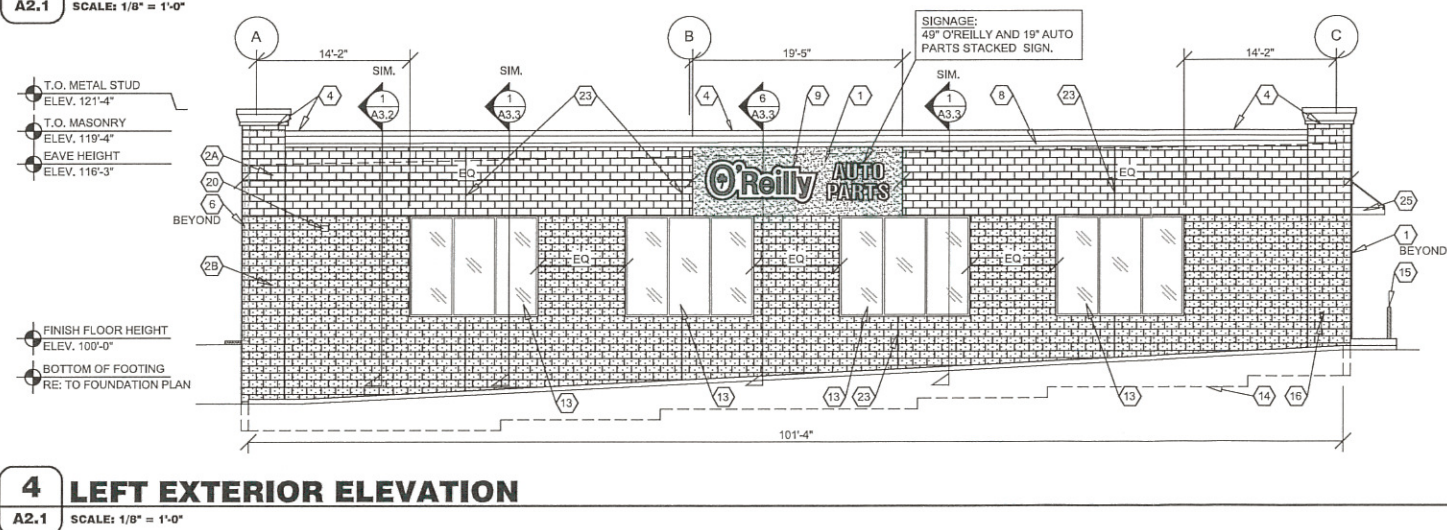 A2.1 SCALE: 1/8" = 1'-0"
A
B
C
SIGNAGE:
49" O'REILLY AND 19" AUTO
PARTS STACKED SIGN.
14'-2"
19'-5"
14'-2"
SIM.
SIM.
SIM.
T.O. METAL STUD
ELEV. 121'-4"
4
1
A3.2
1
A3.3
23
4
6
A3.3
9
1
1
A3.3
8
23
4
T.O. MASONRY
ELEV. 119'-4"
EAVE HEIGHT
ELEV. 116'-3"
2A
20
6
BEYOND
2B
EQ
O'Reilly
AUTO
PARTS
EQ
25
1
BEYOND
15
EQ
EQ
EQ
FINISH FLOOR HEIGHT
ELEV. 100'-0"
BOTTOM OF FOOTING
RE: TO FOUNDATION PLAN
13
13
13
23
13
14
16
101'-4"
4 LEFT EXTERIOR ELEVATION
A2.1 SCALE: 1/8" = 1'-0"